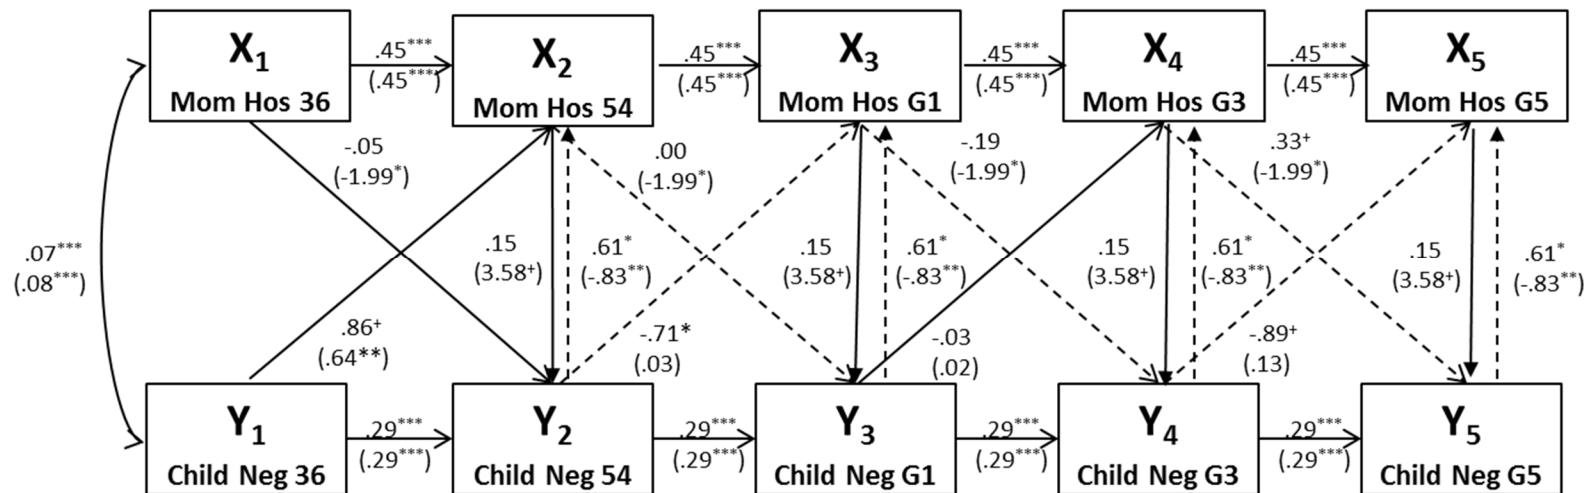 X1 X2 X3 X4 X5
Mom Hos 36 Mom Hos 54 Mom Hos G1 Mom Hos G3 Mom Hos G5
.45*** .45*** .45*** .45***
(.45***) (.45***) (.45***) (.45***)
-.05 .00 -.19 .33+
(-1.99*) (-1.99*) (-1.99*) (-1.99*)
.07*** .15 .61* .15 .61* .15 .61* .15 .61*
(.08***) (3.58+) (-.83**) (3.58+) (-.83**) (3.58+) (-.83**) (3.58+) (-.83**)
.86+ -.71* -.03 -.89+
(.64**) (.03) (.02) (.13)
Y1 Y2 Y3 Y4 Y5
Child Neg 36 Child Neg 54 Child Neg G1 Child Neg G3 Child Neg G5
.29*** .29*** .29*** .29***
(.29***) (.29***) (.29***) (.29***)